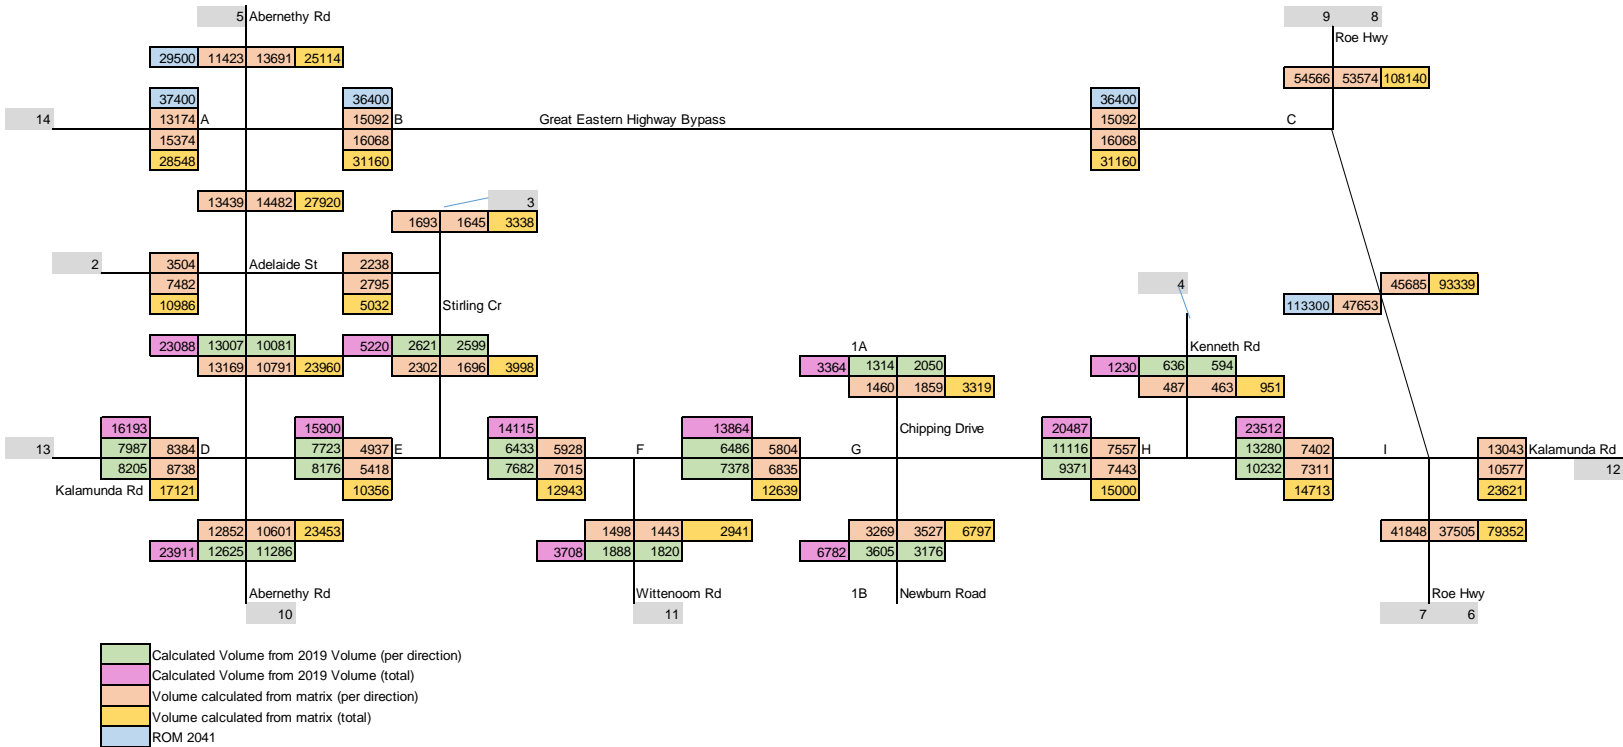 5 Abernethy Rd 9 8
Roe Hwy
29500 11423 13691 25114
54566 53574 108140
37400 36400 36400
14 13174 A 15092 B Great Eastern Highway Bypass 15092 C
15374 16068 16068
28548 31160 31160
13439 14482 27920 3
1693 1645 3338
2 3504 Adelaide St 2238
7482 2795 4 45685 93339
10986 5032 Stirling Cr 113300 47653
23088 13007 10081 5220 2621 2599 1A Kenneth Rd
13169 10791 23960 2302 1696 3998 3364 1314 2050 1230 636 594
1460 1859 3319 487 463 951
16193 15900 14115 13864 Chipping Drive 20487 23512
13 7987 8384 D 7723 4937 E 6433 5928 F 6486 5804 G 11116 7557 H 13280 7402 I 13043 Kalamunda Rd
8205 8738 8176 5418 7682 7015 7378 6835 9371 7443 10232 7311 10577 12
Kalamunda Rd 17121 10356 12943 12639 15000 14713 23621
12852 10601 23453 1498 1443 2941 3269 3527 6797 41848 37505 79352
23911 12625 11286 3708 1888 1820 6782 3605 3176
Abernethy Rd Wittenoom Rd 1B Newburn Road Roe Hwy
10 11 7 6
Calculated Volume from 2019 Volume (per direction)
Calculated Volume from 2019 Volume (total)
Volume calculated from matrix (per direction)
Volume calculated from matrix (total)
ROM 2041